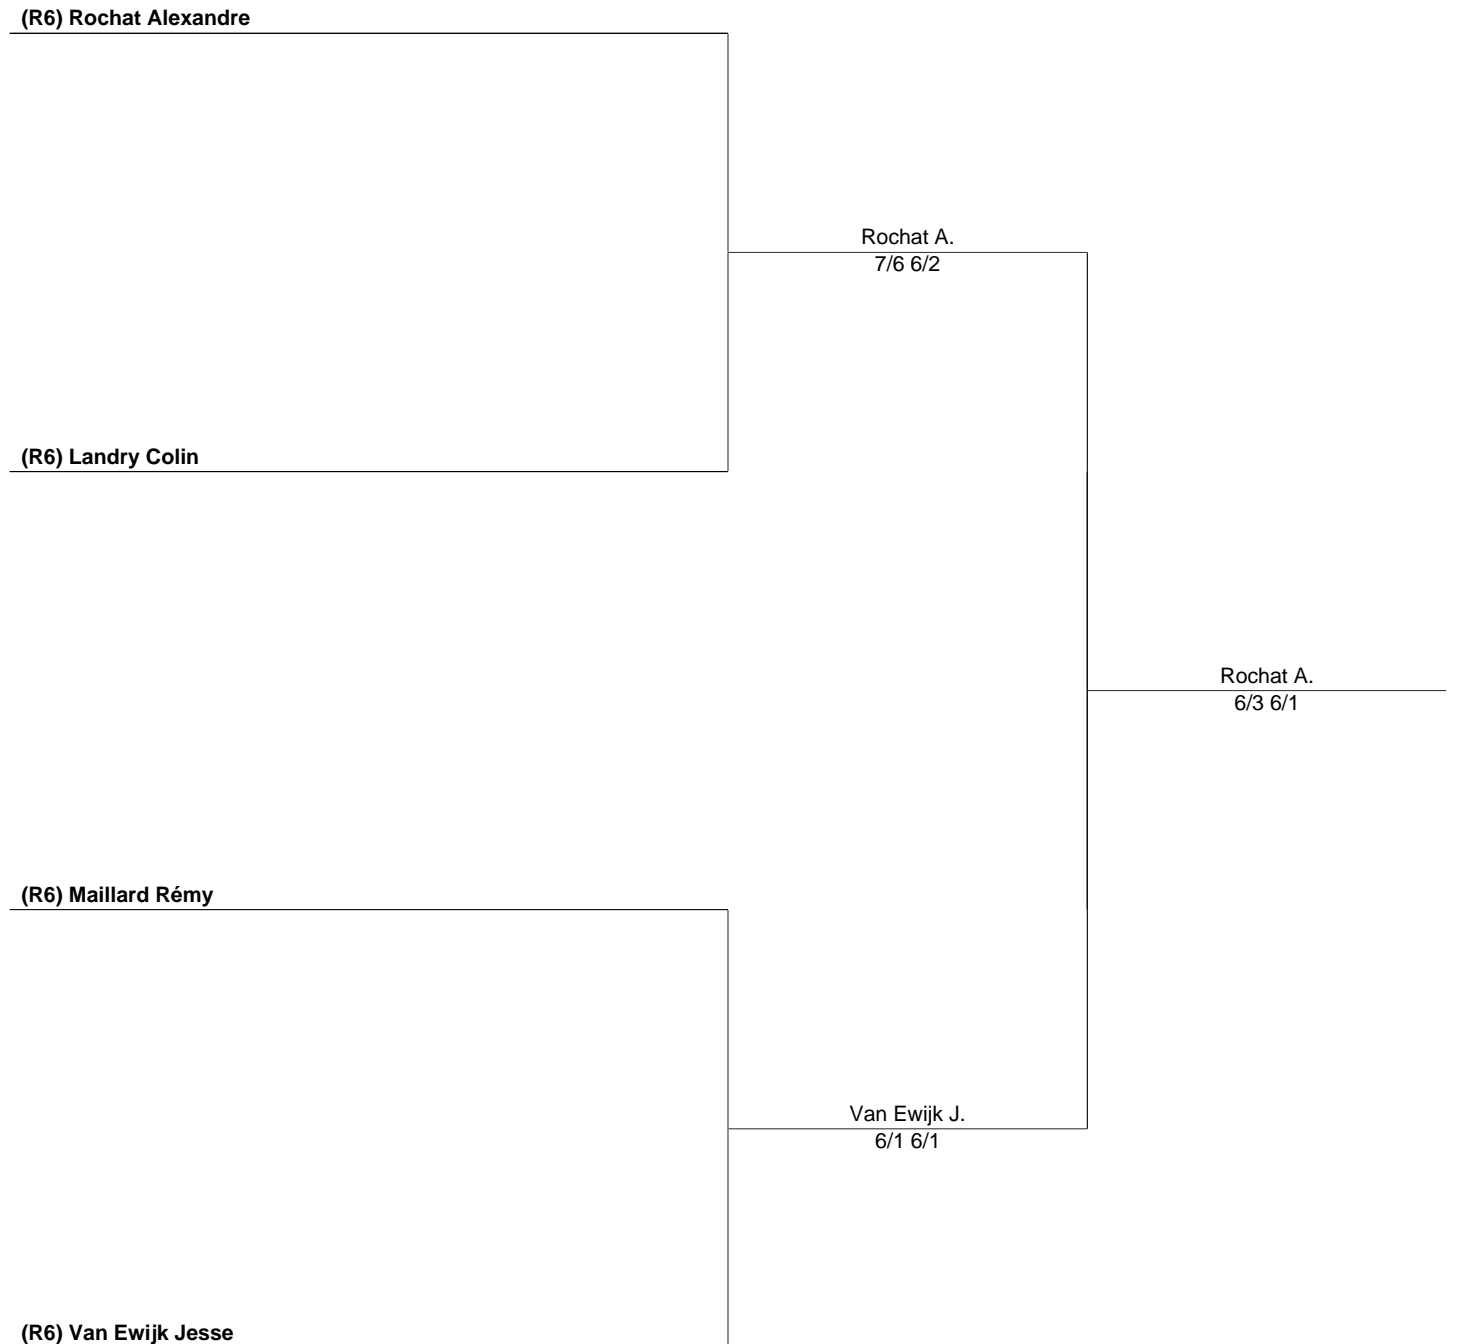 (R6) Rochat Alexandre
Rochat A.
7/6 6/2
(R6) Landry Colin
Rochat A.
6/3 6/1
(R6) Maillard Rémy
Van Ewijk J.
6/1 6/1
(R6) Van Ewijk Jesse